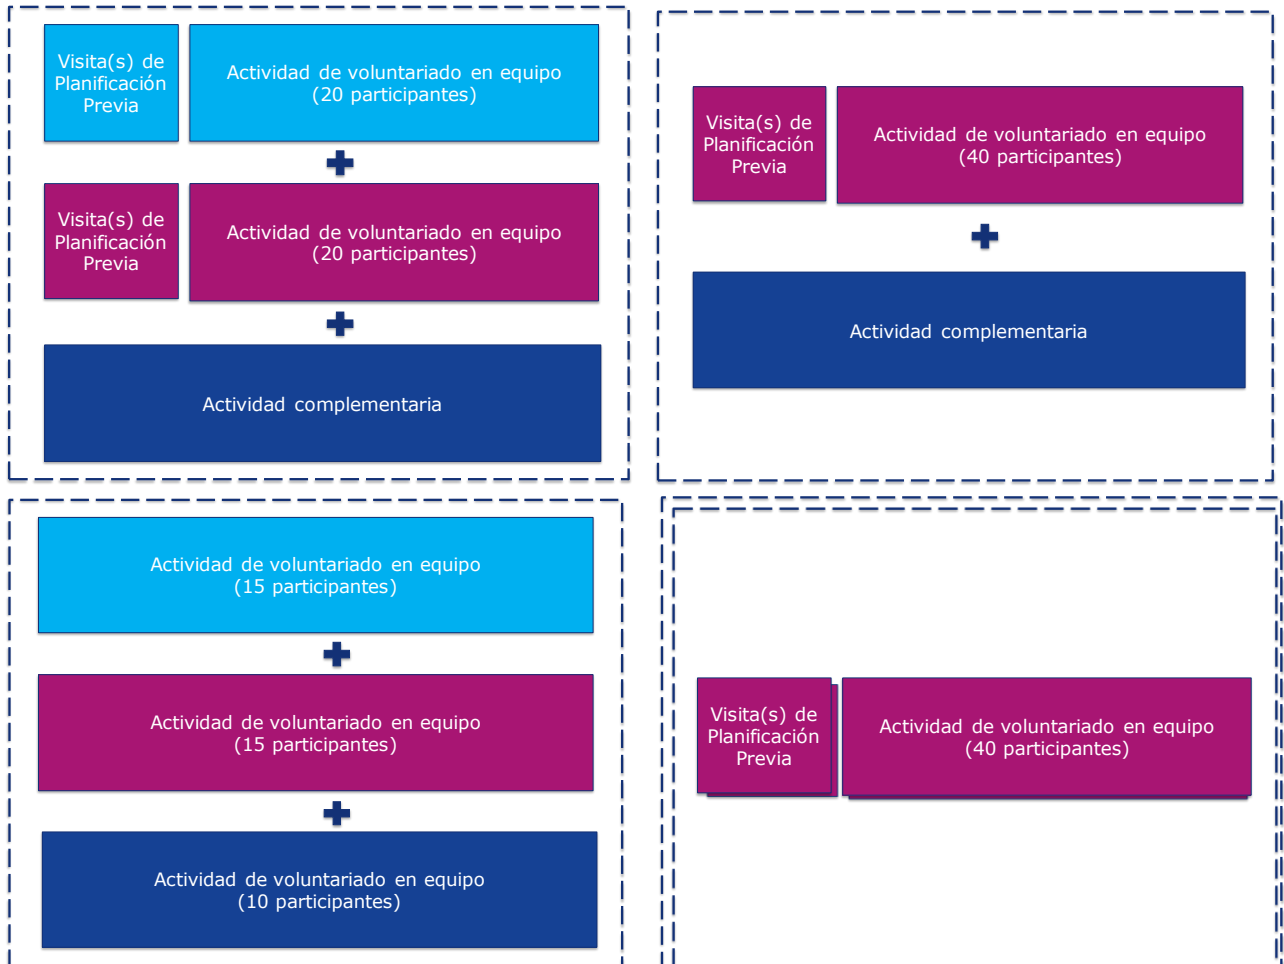 Visita(s) de
Planificación
Previa
Actividad de voluntariado en equipo
(20 participantes)
Visita(s) de
Planificación
Previa
Actividad de voluntariado en equipo
(20 participantes)
Actividad complementaria
Visita(s) de
Planificación
Previa
Actividad de voluntariado en equipo
(40 participantes)
Actividad complementaria
Actividad de voluntariado en equipo
(15 participantes)
Actividad de voluntariado en equipo
(15 participantes)
Actividad de voluntariado en equipo
(10 participantes)
Visita(s) de
Planificación
Previa
Actividad de voluntariado en equipo
(40 participantes)